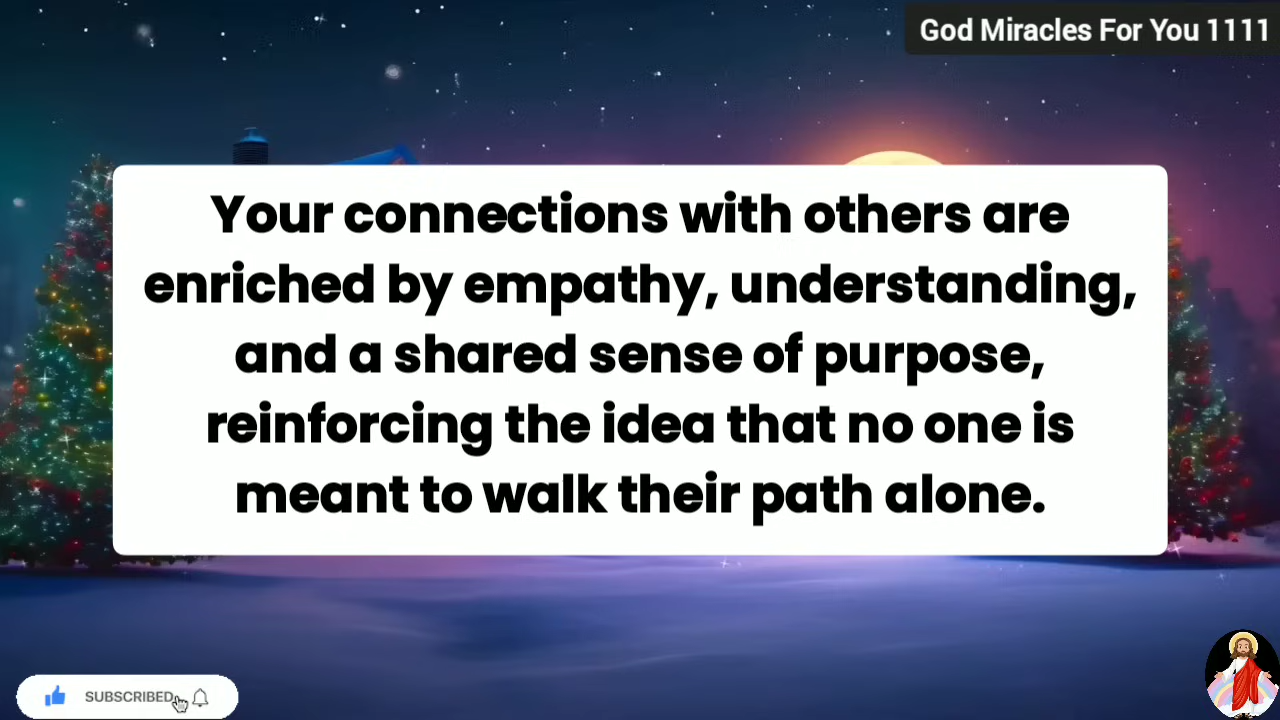 God Miracles For You 1111
Your connections with others are
enriched by empathy, understanding,
and a shared sense of purpose,
reinforcing the idea that no one is
meant to walk their path alone.
SUBSCRIBED